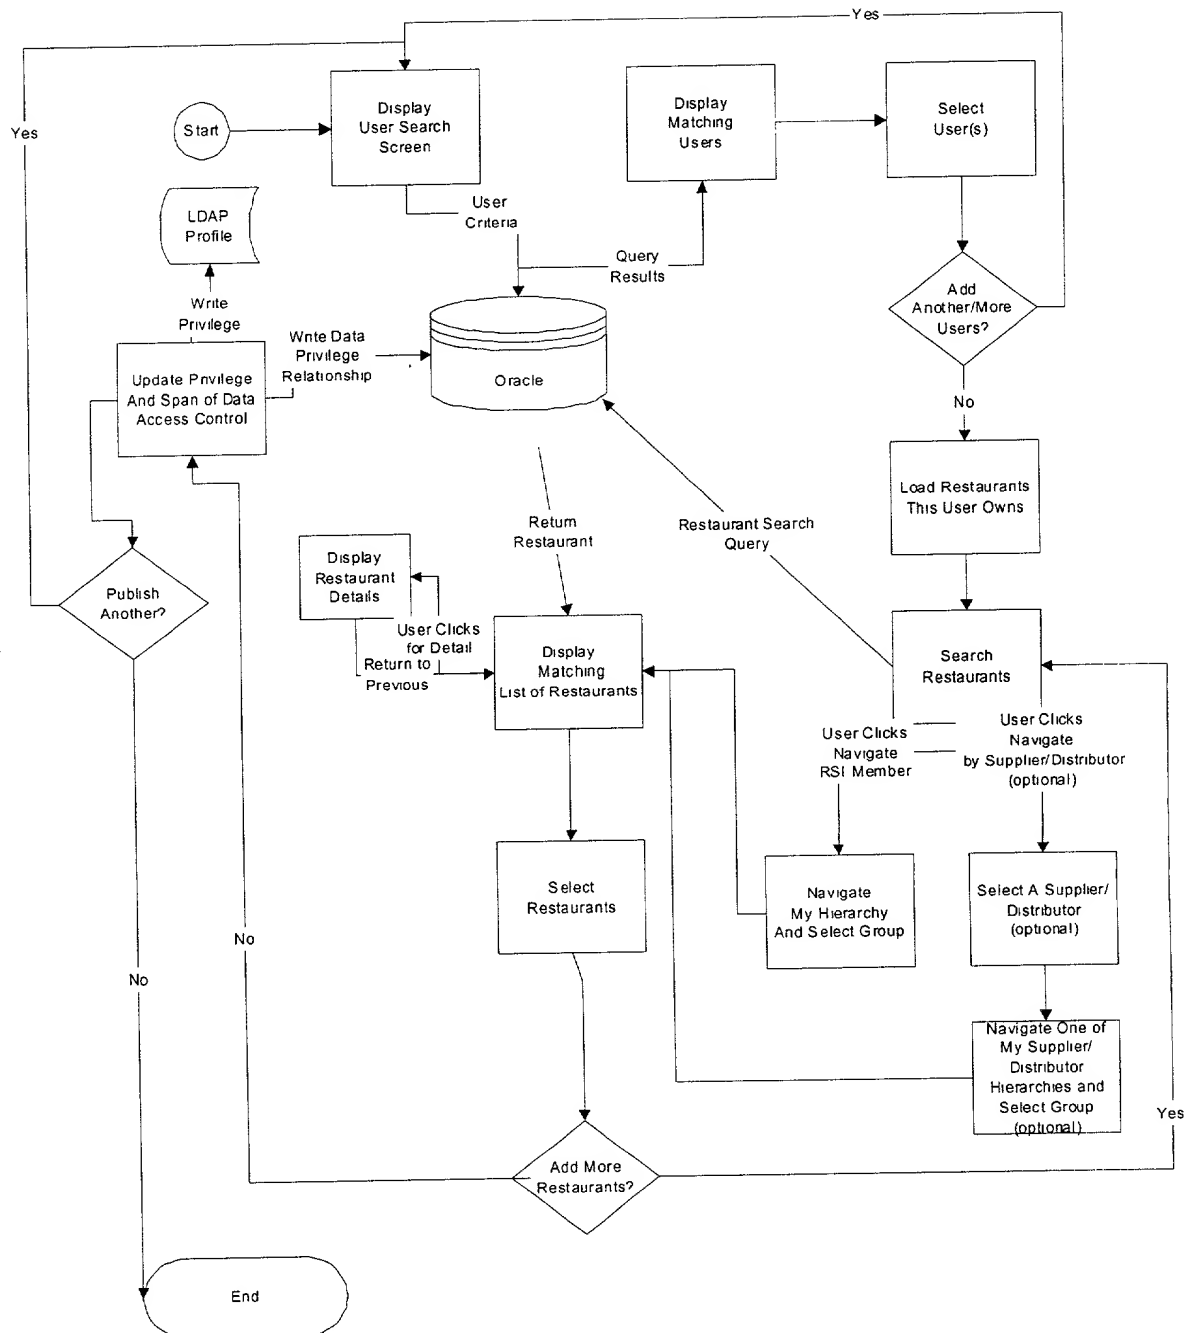 Yes
Yes
Start
Display
User Search
Screen
Display
Matching
Users
Select
User(s)
LDAP
Profile
User
Criteria
Query
Results
Add
Another/More
Users?
Write
Privilege
Write Data
Privilege
Relationship
Oracle
Update Privilege
And Span of Data
Access Control
No
Load Restaurants
This User Owns
Return
Restaurant
Restaurant Search
Query
Display
Restaurant
Details
Publish
Another?
User Clicks
for Detail
Return to
Previous
Display
Matching
List of Restaurants
Search
Restaurants
User Clicks
Navigate
RSI Member
User Clicks
Navigate
by Supplier/Distributor
(optional)
Select
Restaurants
Navigate
My Hierarchy
And Select Group
Select A Supplier/
Distributor
(optional)
No
No
Navigate One of
My Supplier/
Distributor
Hierarchies and
Select Group
(optional)
Yes
Add More
Restaurants?
End